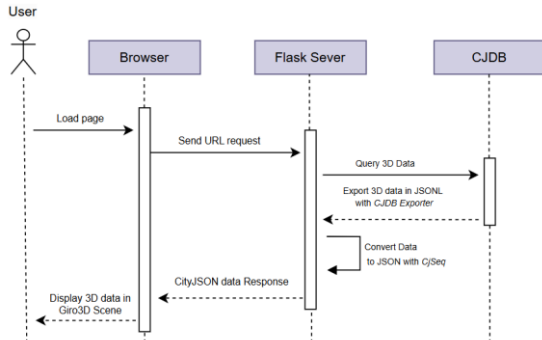 User
Browser
Flask Sever
CJDB
Load page
Send URL request
Query 3D Data
Export 3D data in JSONL
with CJDB Exporter
Convert Data
to JSON with CjSeq
CityJSON data Response
Display 3D data in
Giro3D Scene